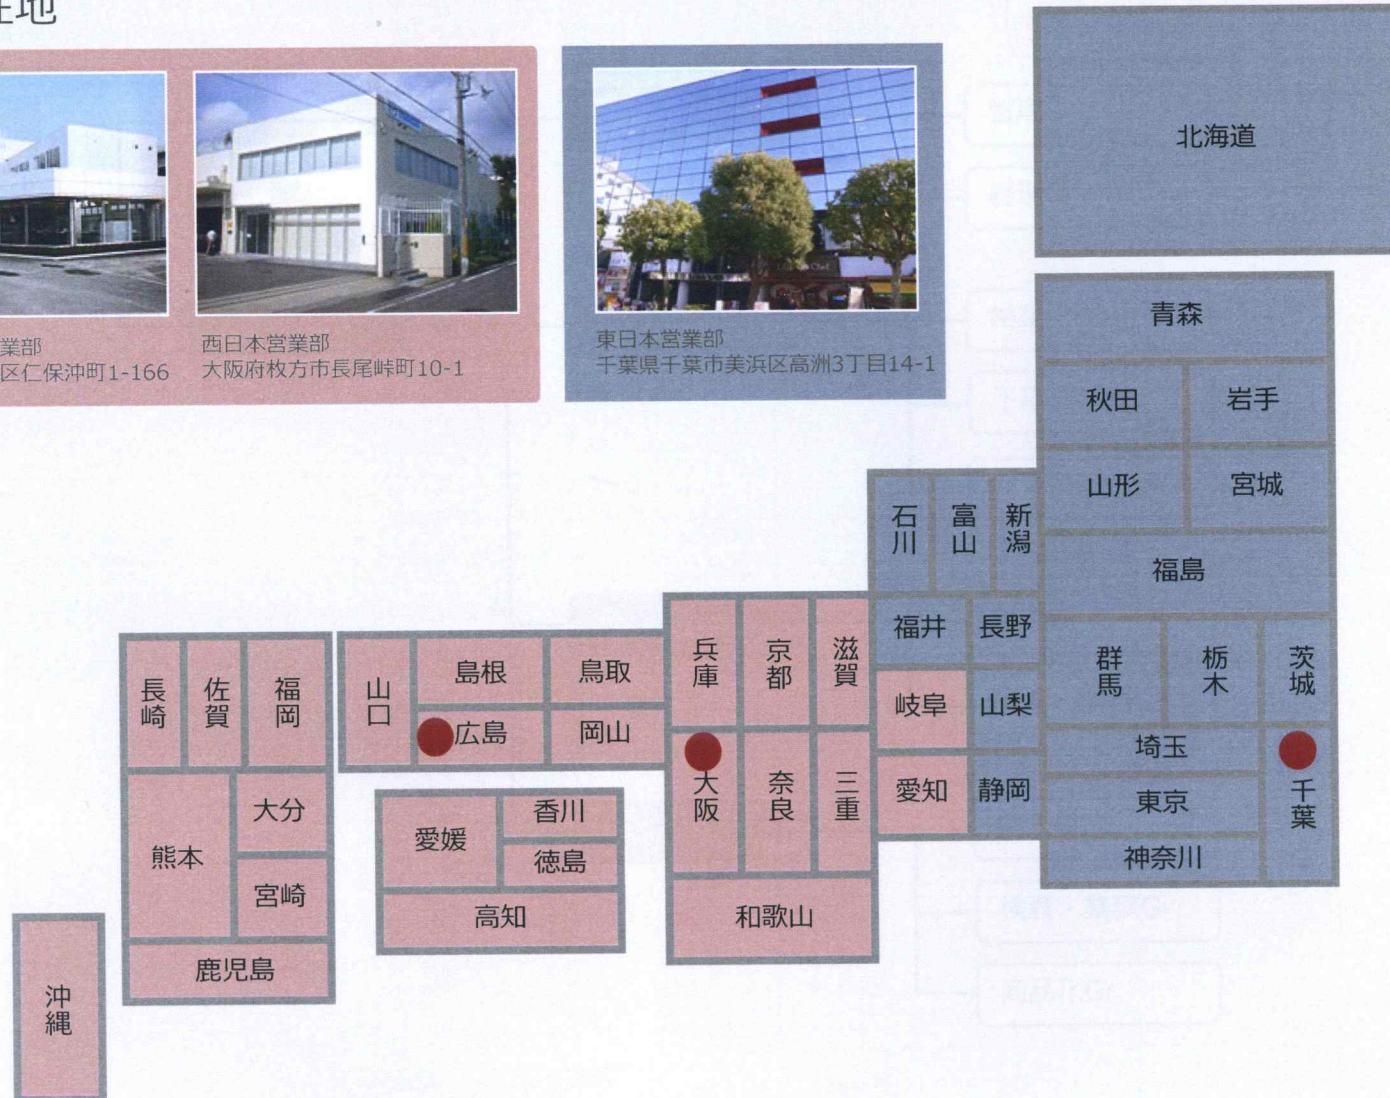 在地
業部
区仁保沖町1-166
西日本営業部
大阪府枚方市長尾峠町10-1
東日本営業部
千葉県千葉市美浜区高洲3丁目14-1
北海道
青森
秋田
岩手
山形
宮城
福島
石川
富山
新潟
福井
長野
群馬
栃木
茨城
岐阜
山梨
埼玉
千葉
愛知
静岡
東京
神奈川
兵庫
京都
滋賀
大阪
奈良
三重
和歌山
山口
島根
鳥取
広島
岡山
愛媛
香川
徳島
高知
長崎
佐賀
福岡
熊本
大分
宮崎
鹿児島
沖縄